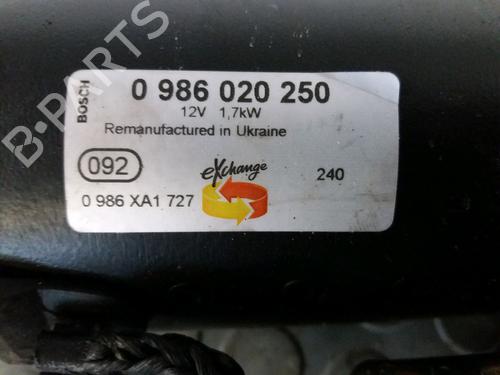 B-PARTS
BOSCH
0 986 020 250
12V 1,7kW
Remanufactured in Ukraine
092
eXchange
240
0 986 XA1 727